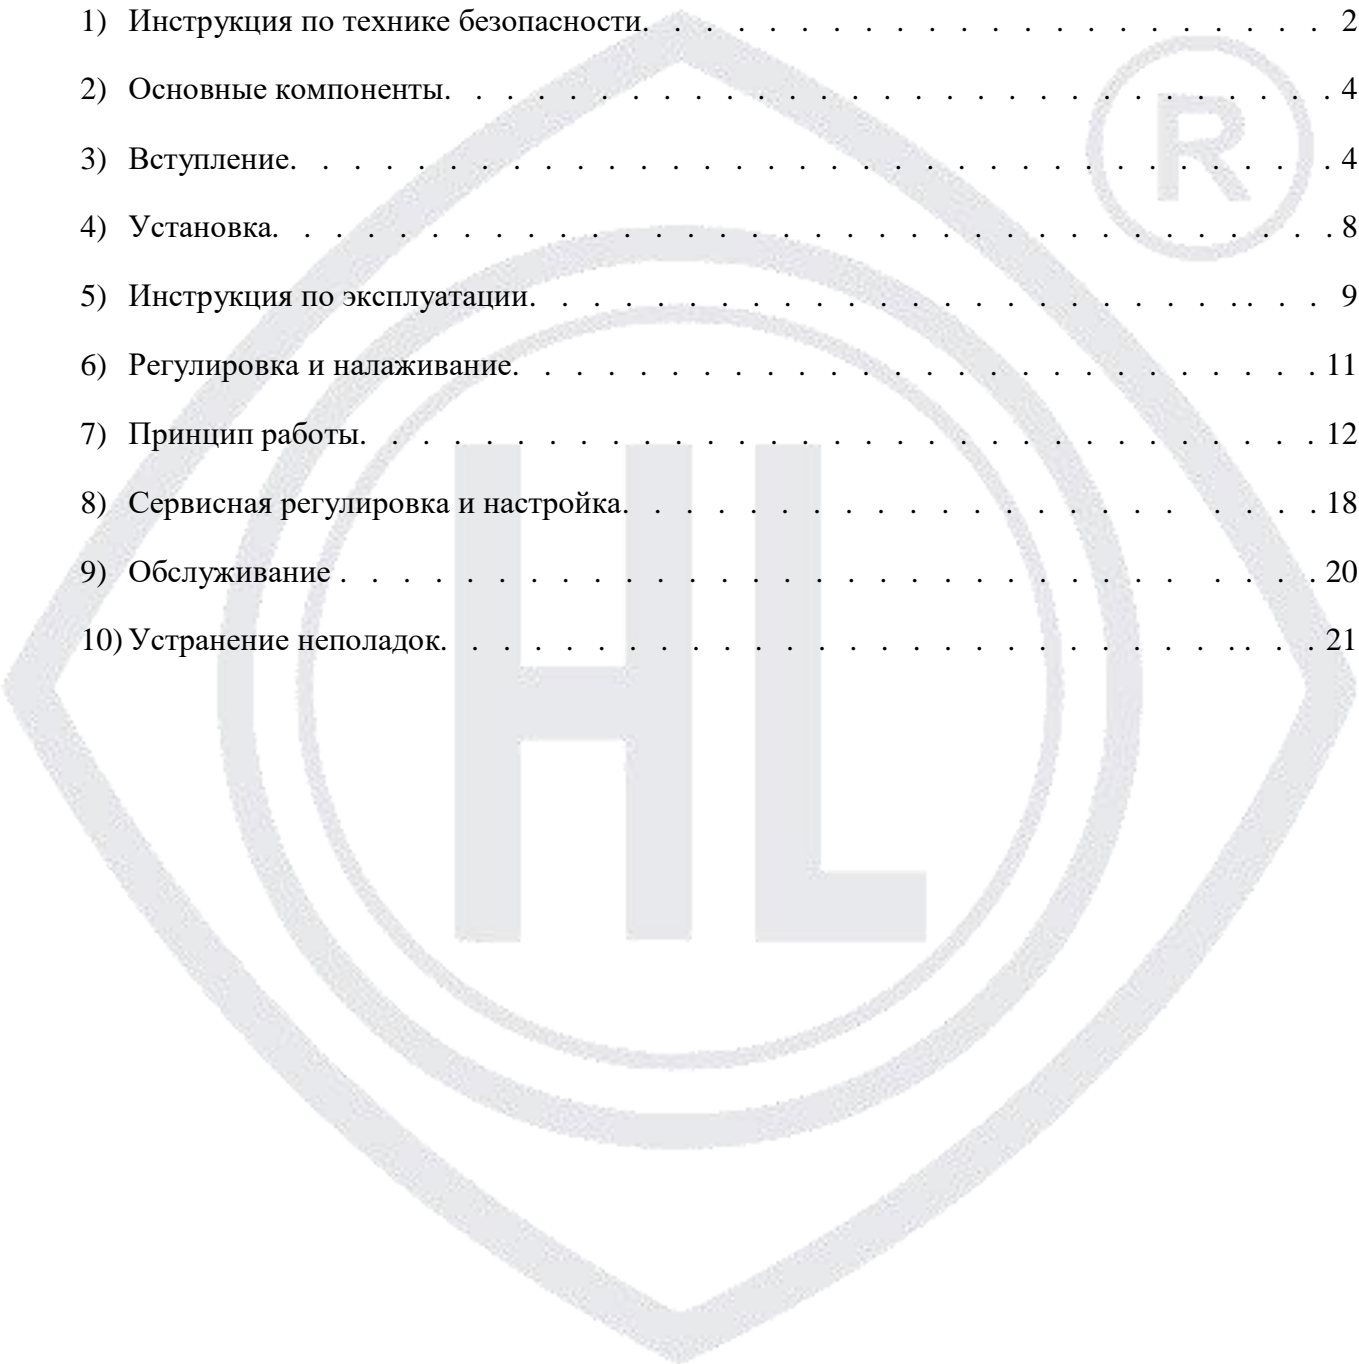 1) Инструкция по технике безопасности. . . . . . . . . . . . . . . . . . . . . . 2
2) Основные компоненты. . . . . . . . . . . . . . . . . . . . . . . . . . . . . 4
3) Вступление. . . . . . . . . . . . . . . . . . . . . . . . . . . . . . . . . . 4
4) Установка. . . . . . . . . . . . . . . . . . . . . . . . . . . . . . . . . . . 8
5) Инструкция по эксплуатации. . . . . . . . . . . . . . . . . . . . . . . . .. . . 9
6) Регулировка и налаживание. . . . . . . . . . . . . . . . . . . . . . . . . . . 11
7) Принцип работы. . . . . . . . . . . . . . . . . . . . . . . . . . . . . . . . 12
8) Сервисная регулировка и настройка. . . . . . . . . . . . . . . . . . . . . . . 18
9) Обслуживание . . . . . . . . . . . . . . . . . . . . . . . . . . . . . . . . 20
10) Устранение неполадок. . . . . . . . . . . . . . . . . . . . . . . . . . .. . . 21
R
HL